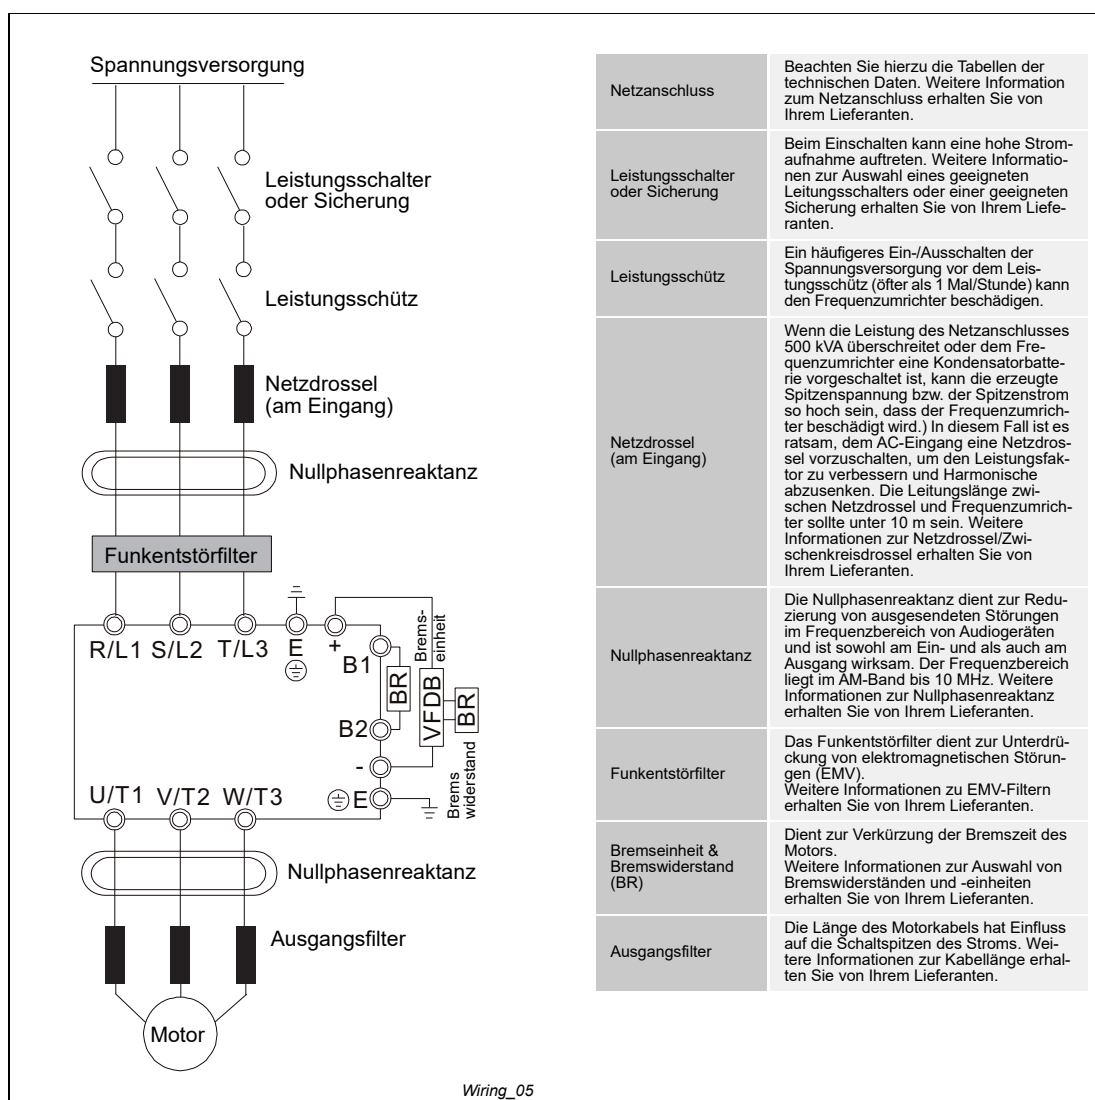 Spannungsversorgung
Leistungsschalter
oder Sicherung
Leistungsschütz
Netzdrossel
(am Eingang)
Nullphasenreaktanz
Funkentstörfilter
R/L1 S/L2 T/L3 E +
B1
Brems-
einheit
BR
VFDB
BR
B2
-
E
Brems
widerstand
U/T1 V/T2 W/T3
Nullphasenreaktanz
Ausgangsfilter
Motor
Netzanschluss
Beachten Sie hierzu die Tabellen der
technischen Daten. Weitere Information
zum Netzanschluss erhalten Sie von
Ihrem Lieferanten.
Leistungsschalter
oder Sicherung
Beim Einschalten kann eine hohe Strom-
aufnahme auftreten. Weitere Informatio-
nen zur Auswahl eines geeigneten
Leitungsschalters oder einer geeigneten
Sicherung erhalten Sie von Ihrem Liefe-
ranten.
Leistungsschütz
Ein häufigeres Ein-/Ausschalten der
Spannungsversorgung vor dem Leis-
tungsschütz (öfter als 1 Mal/Stunde) kann
den Frequenzumrichter beschädigen.
Netzdrossel
(am Eingang)
Wenn die Leistung des Netzanschlusses
500 kVA überschreitet oder dem Fre-
quenzumrichter eine Kondensatorbatte-
rie vorgeschaltet ist, kann die erzeugte
Spitzenspannung bzw. der Spitzenstrom
so hoch sein, dass der Frequenzumrich-
ter beschädigt wird.) In diesem Fall ist es
ratsam, dem AC-Eingang eine Netzdros-
sel vorzuschalten, um den Leistungsfak-
tor zu verbessern und Harmonische
abzusenken. Die Leitungslänge zwi-
schen Netzdrossel und Frequenzumrich-
ter sollte unter 10 m sein. Weitere
Informationen zur Netzdrossel/Zwi-
schenkreisdrossel erhalten Sie von
Ihrem Lieferanten.
Nullphasenreaktanz
Die Nullphasenreaktanz dient zur Redu-
zierung von ausgesendeten Störungen
im Frequenzbereich von Audiogeräten
und ist sowohl am Ein- und als auch am
Ausgang wirksam. Der Frequenzbereich
liegt im AM-Band bis 10 MHz. Weitere
Informationen zur Nullphasenreaktanz
erhalten Sie von Ihrem Lieferanten.
Funkentstörfilter
Das Funkentstörfilter dient zur Unterdrü-
ckung von elektromagnetischen Störun-
gen (EMV).
Weitere Informationen zu EMV-Filtern
erhalten Sie von Ihrem Lieferanten.
Bremseinheit &
Bremswiderstand
(BR)
Dient zur Verkürzung der Bremszeit des
Motors.
Weitere Informationen zur Auswahl von
Bremswiderständen und -einheiten
erhalten Sie von Ihrem Lieferanten.
Ausgangsfilter
Die Länge des Motorkabels hat Einfluss
auf die Schaltspitzen des Stroms. Wei-
tere Informationen zur Kabellänge erhal-
ten Sie von Ihrem Lieferanten.
Wiring_05